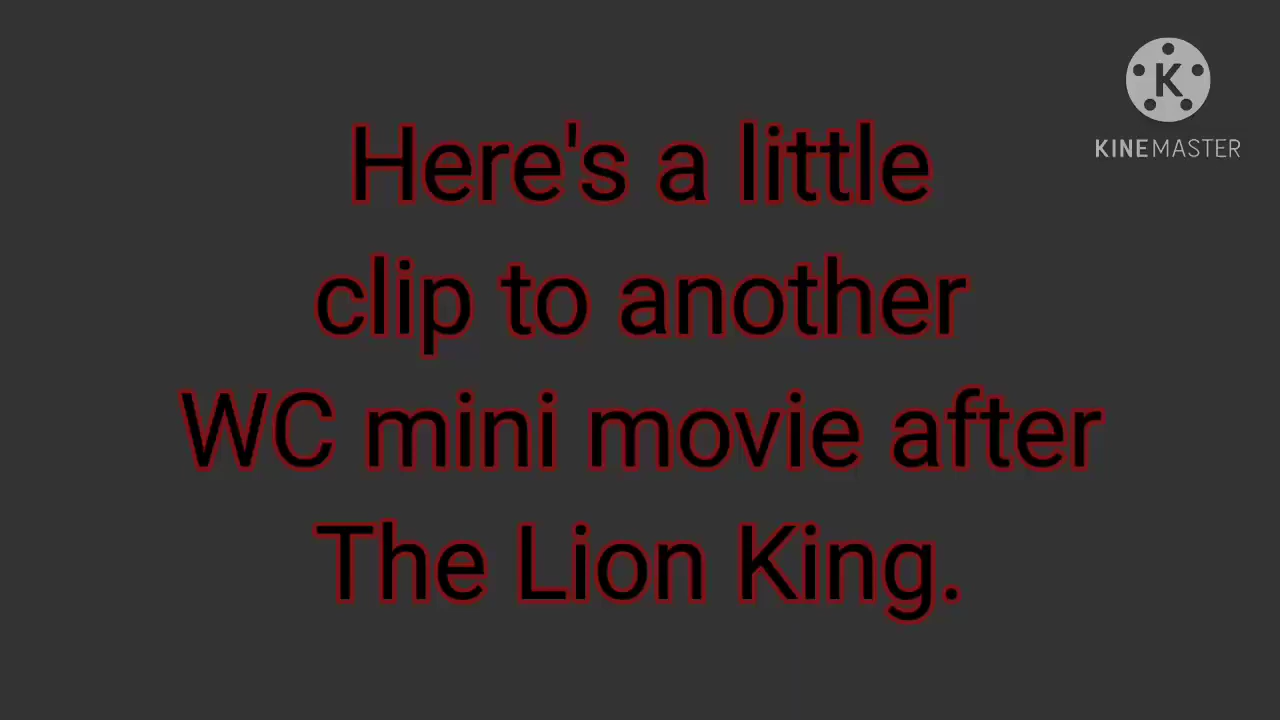 K
KINEMASTER
Here's a little
clip to another
WC mini movie after
The Lion King.